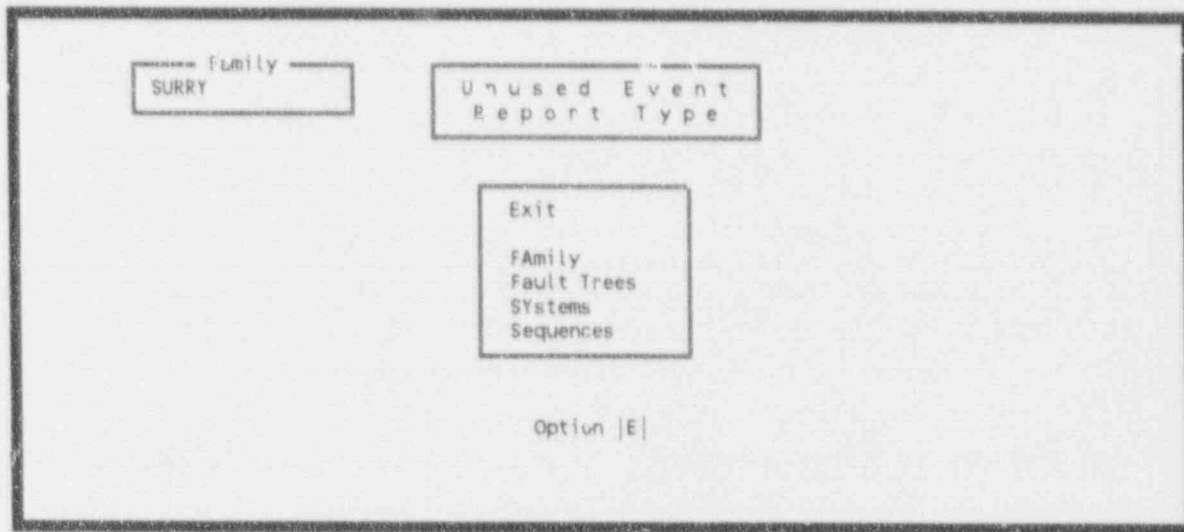 Family
SURRY
Unused Event
Report Type
Exit
FAmily
Fault Trees
SYstems
Sequences
Option |E|